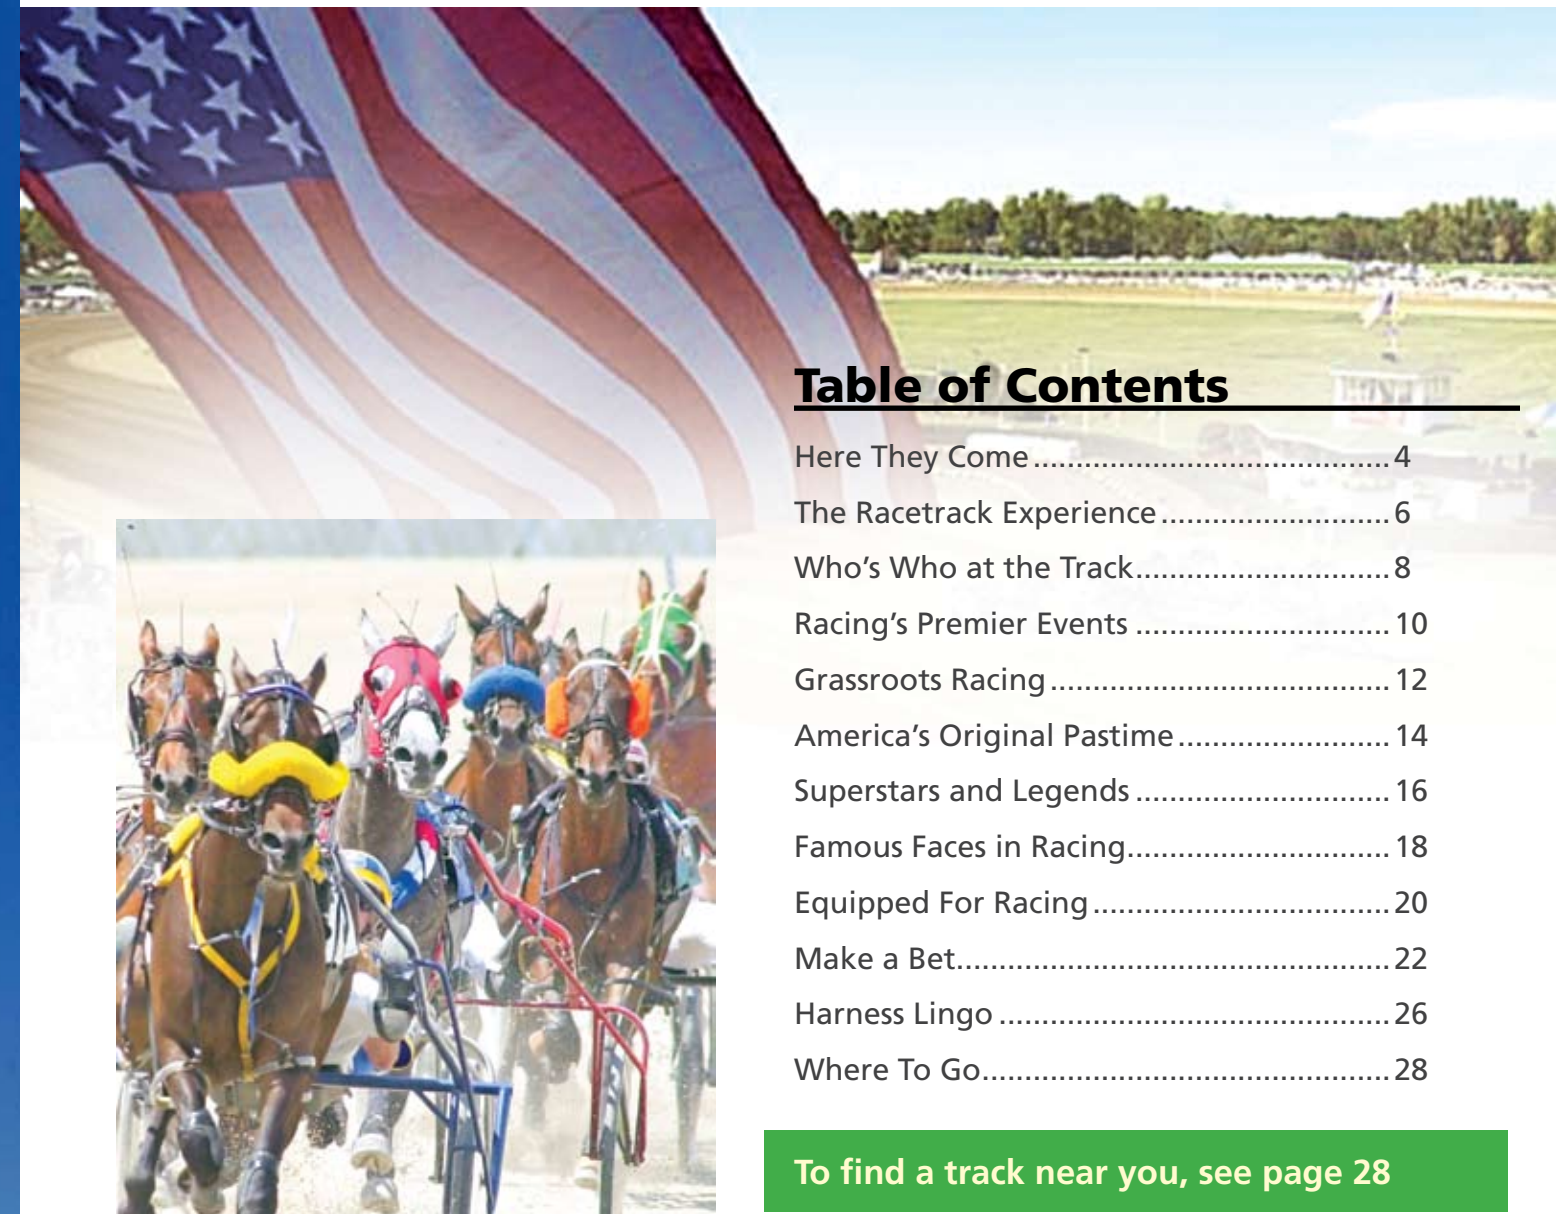 Table of Contents
Here They Come..........................................4
The Racetrack Experience...........................6
Who's Who at the Track..............................8
Racing's Premier Events..............................10
Grassroots Racing........................................12
America's Original Pastime.........................14
Superstars and Legends..............................16
Famous Faces in Racing...............................18
Equipped For Racing...................................20
Make a Bet...................................................22
Harness Lingo..............................................26
Where To Go................................................28
To find a track near you, see page 28